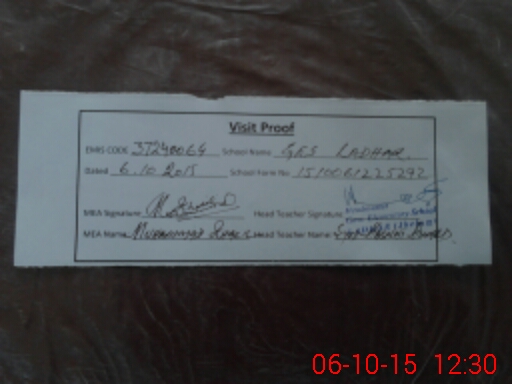 Visit Proof
EMIS CODE 37240064 School Name GES LADHAR.
Dated 6.10.2015 School Form No 1510061225292
MEA Signature Head Teacher Signature
MEA Name Muhammad Head Teacher Name
06-10-15 12:30